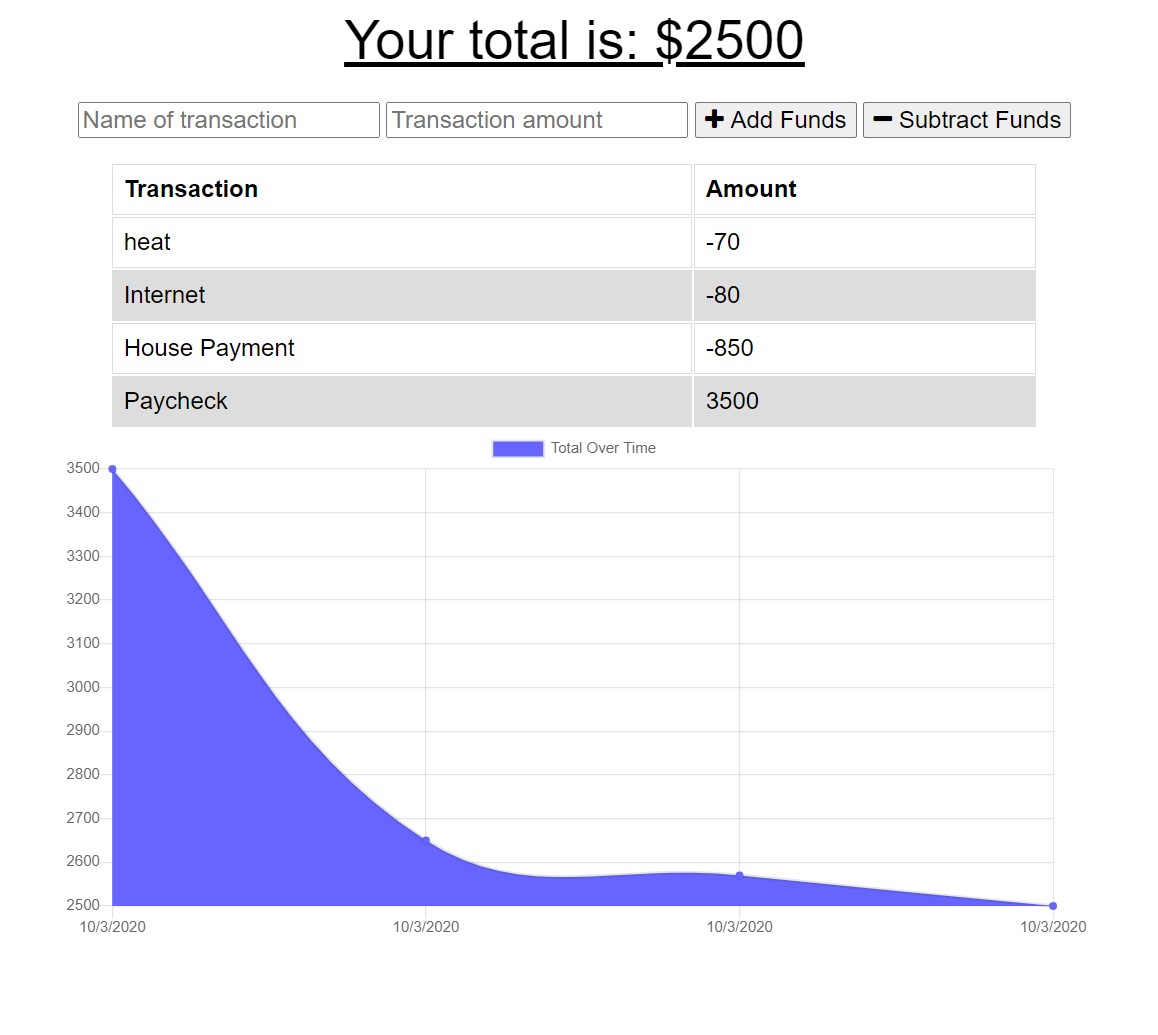 Your total is: $2500
Name of transaction Transaction amount Add Funds Subtract Funds
Transaction Amount
heat -70
Internet -80
House Payment -850
Paycheck 3500
Total Over Time
3500
3400
3300
3200
3100
3000
2900
2800
2700
2600
2500
10/3/2020 10/3/2020 10/3/2020 10/3/2020